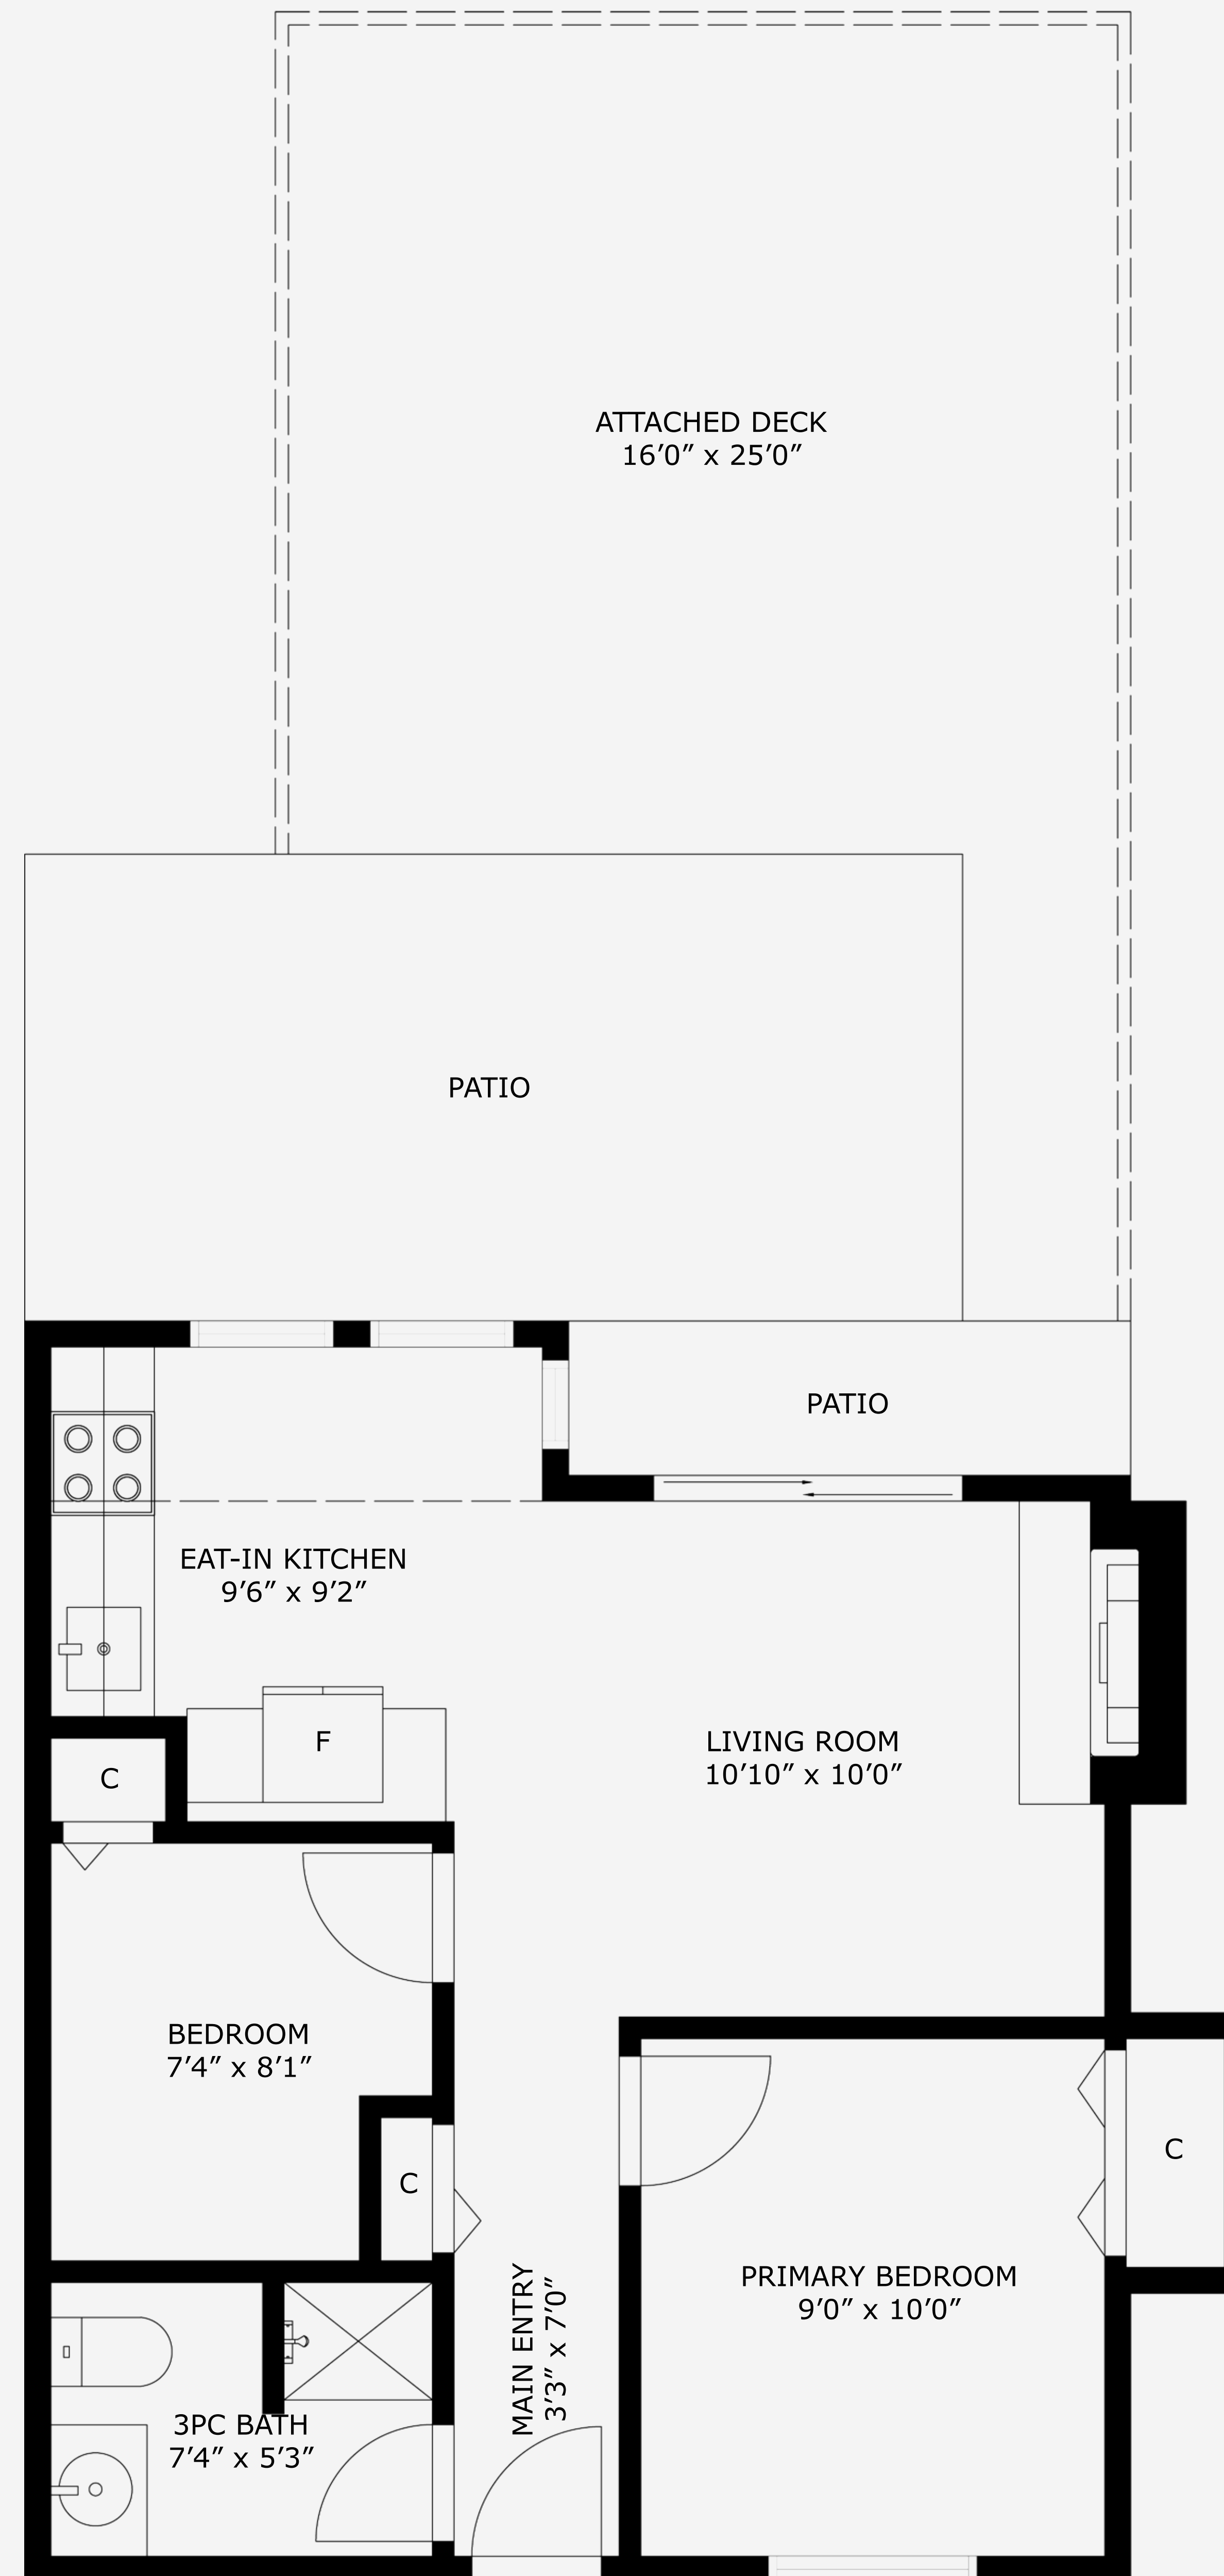 ATTACHED DECK
16’0” x 25’0”
PATIO
PATIO
EAT-IN KITCHEN
9’6” x 9’2”
F
LIVING ROOM
10’10” x 10’0”
C
BEDROOM
7’4” x 8’1”
C
C
PRIMARY BEDROOM
9’0” x 10’0”
MAIN ENTRY
3’3” x 7’0”
3PC BATH
7’4” x 5’3”